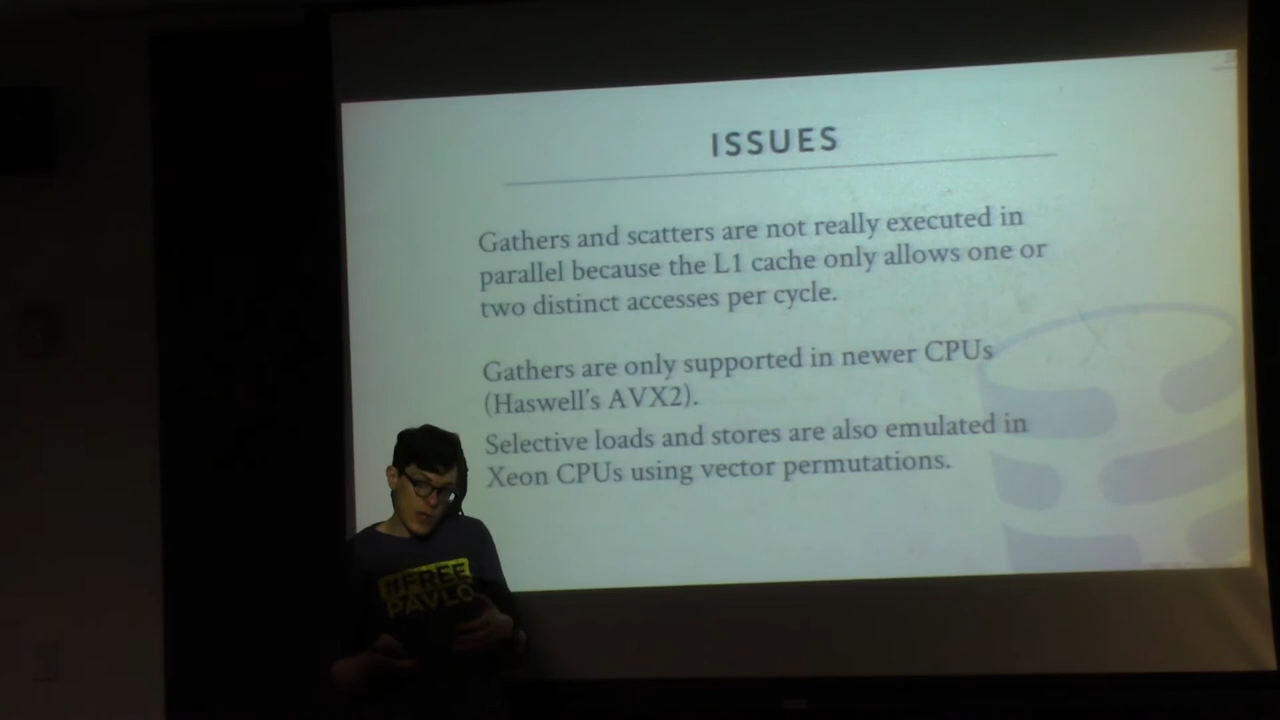 ISSUES
Gathers and scatters are not really executed in
parallel because the L1 cache only allows one or
two distinct accesses per cycle.
Gathers are only supported in newer CPUs
(Haswell's AVX2).
Selective loads and stores are also emulated in
Xeon CPUs using vector permutations.
#FREE
PAVLO